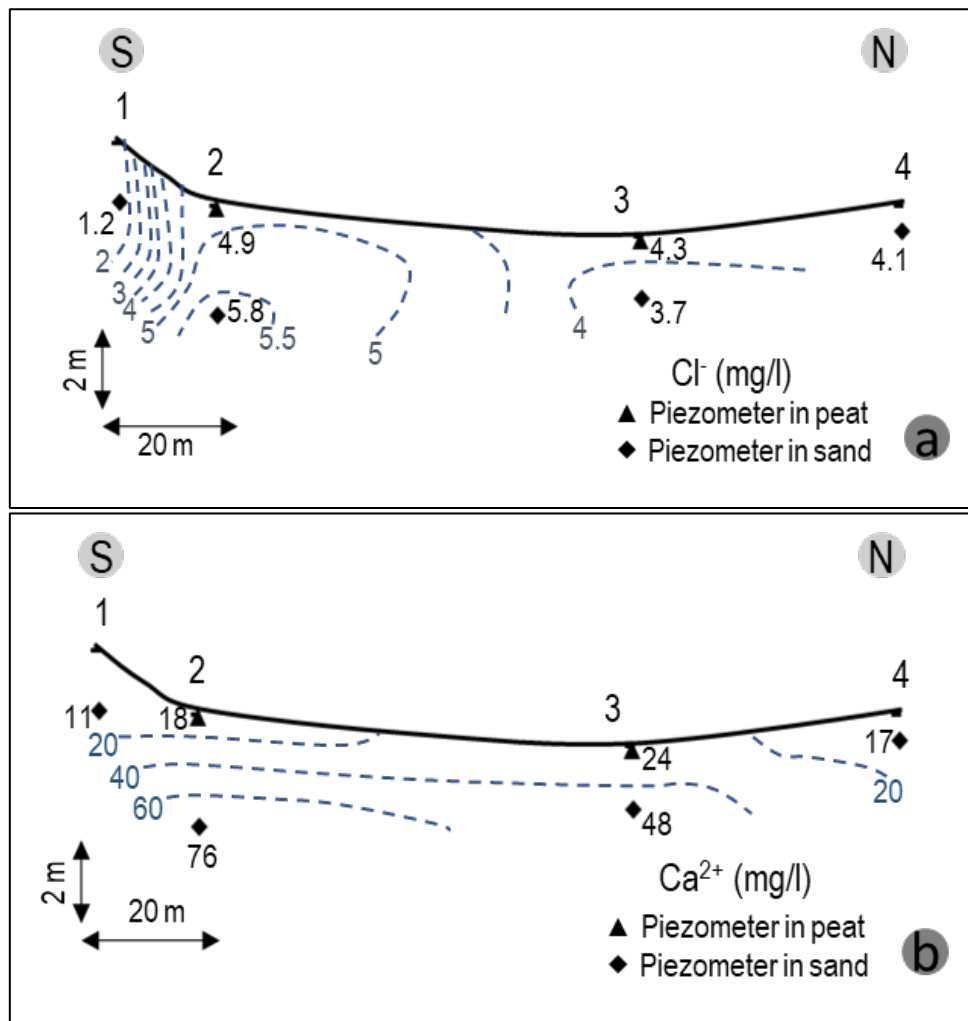 S N
1
2
4
3
1.2
4.9
4.3
4.1
2
3
4
5
5.8
5.5
5
4
3.7
2 m
20 m
Cl⁻ (mg/l)
▲ Piezometer in peat
◆ Piezometer in sand
a
S N
1
2
4
3
11
18
17
20
24
40
20
60
48
76
2 m
20 m
Ca²⁺ (mg/l)
▲ Piezometer in peat
◆ Piezometer in sand
b